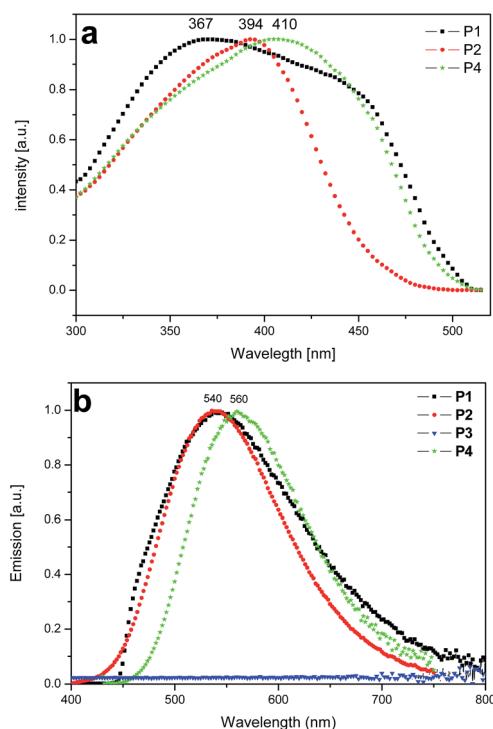 a
367 394 410
P1
P2
P4
intensity [a.u.]
1.0
0.8
0.6
0.4
0.2
0.0
300 350 400 450 500
Wavelegth [nm]
b
540 560
P1
P2
P3
P4
Emission [a.u.]
1.0
0.8
0.6
0.4
0.2
0.0
400 500 600 700 800
Wavelength (nm)